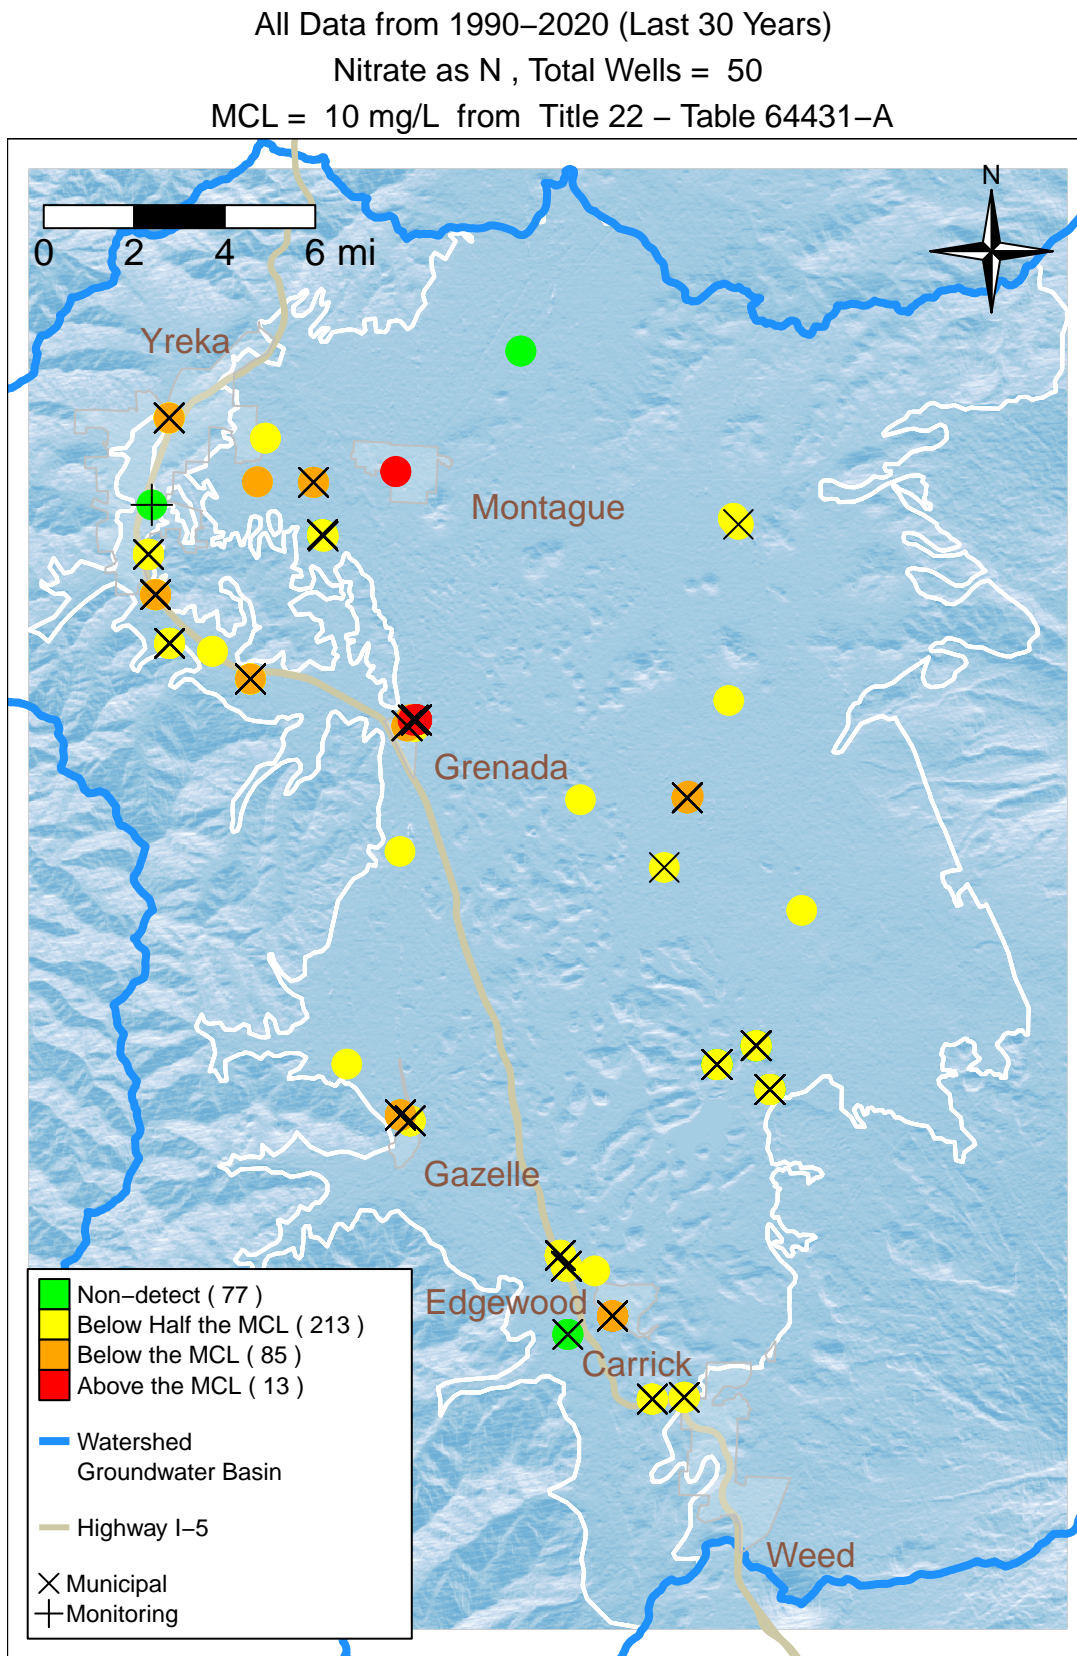 All Data from 1990−2020 (Last 30 Years)
Nitrate as N , Total Wells = 50
MCL = 10 mg/L from Title 22 − Table 64431−A
N
0 2 4 6 mi
Yreka
Montague
Grenada
Gazelle
Edgewood
Carrick
Weed
Non−detect ( 77 )
Below Half the MCL ( 213 )
Below the MCL ( 85 )
Above the MCL ( 13 )
Watershed
Groundwater Basin
Highway I−5
Municipal
Monitoring